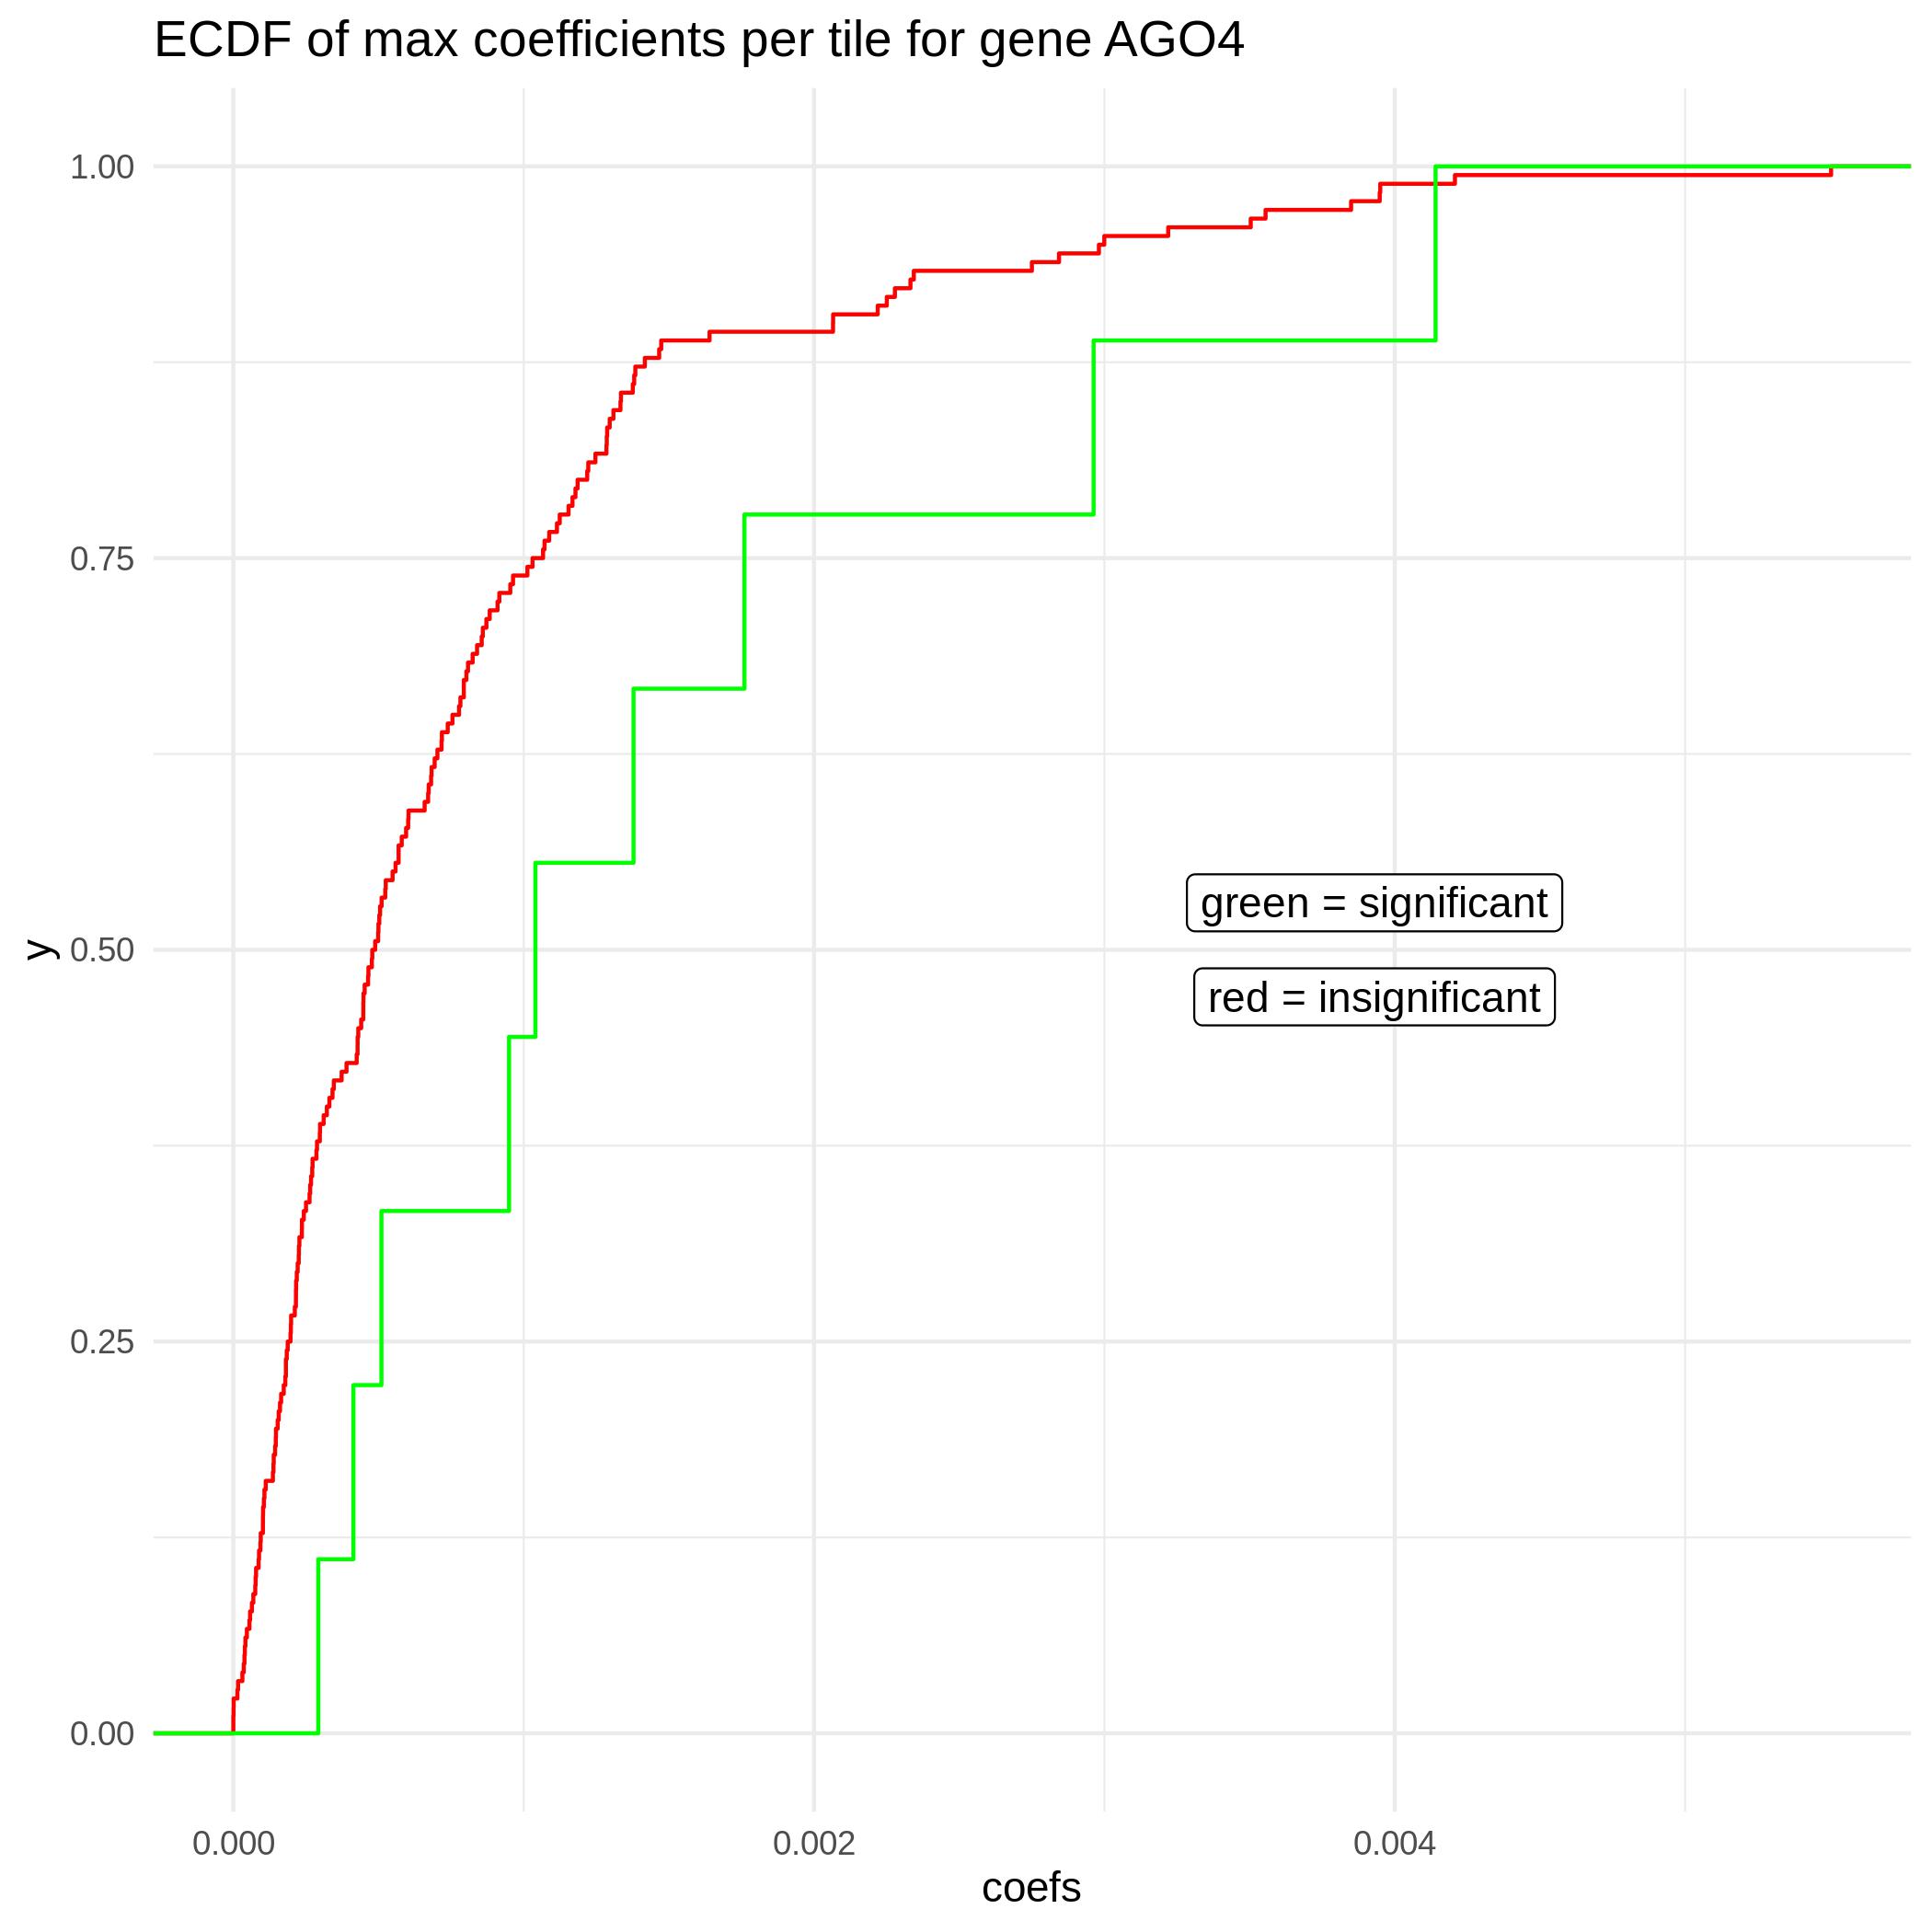 ECDF of max coefficients per tile for gene AGO4
1.00
0.75
0.50
0.25
0.00
y
green = significant
red = insignificant
0.000
0.002
0.004
coefs